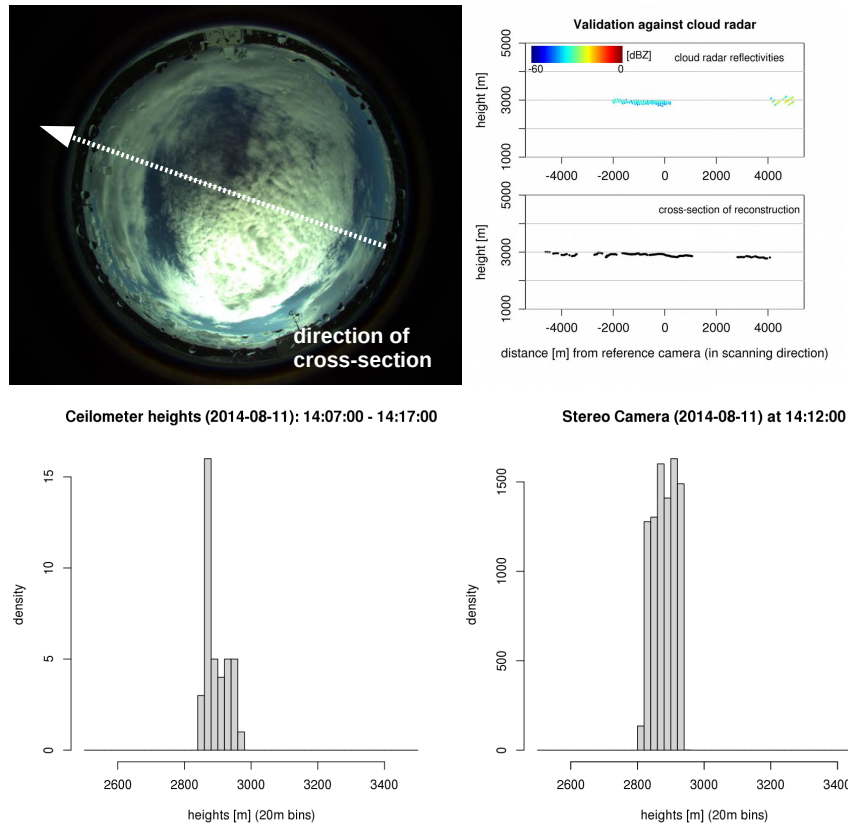 direction of
cross-section
Validation against cloud radar
height [m]
5000
3000
1000
-60
0
[dBZ]
cloud radar reflectivities
-4000 -2000 0 2000 4000
height [m]
5000
3000
1000
cross-section of reconstruction
-4000 -2000 0 2000 4000
distance [m] from reference camera (in scanning direction)
Ceilometer heights (2014-08-11): 14:07:00 - 14:17:00
density
15
10
5
0
2600 2800 3000 3200 3400
heights [m] (20m bins)
Stereo Camera (2014-08-11) at 14:12:00
density
1500
1000
500
0
2600 2800 3000 3200 340
heights [m] (20m bins)